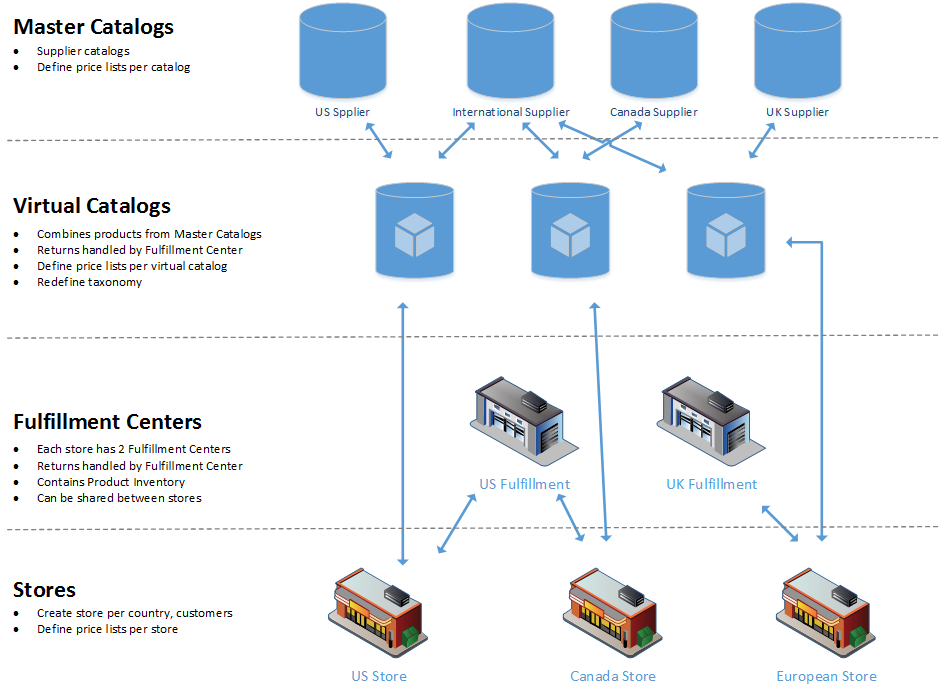 Master Catalogs
• Supplier catalogs
• Define price lists per catalog
US Spplier
International Supplier
Canada Supplier
UK Supplier
Virtual Catalogs
• Combines products from Master Catalogs
• Returns handled by Fulfillment Center
• Define price lists per virtual catalog
• Redefine taxonomy
Fulfillment Centers
• Each store has 2 Fulfillment Centers
• Returns handled by Fulfillment Center
• Contains Product Inventory
• Can be shared between stores
US Fulfillment
UK Fulfillment
Stores
• Create store per country, customers
• Define price lists per store
US Store
Canada Store
European Store